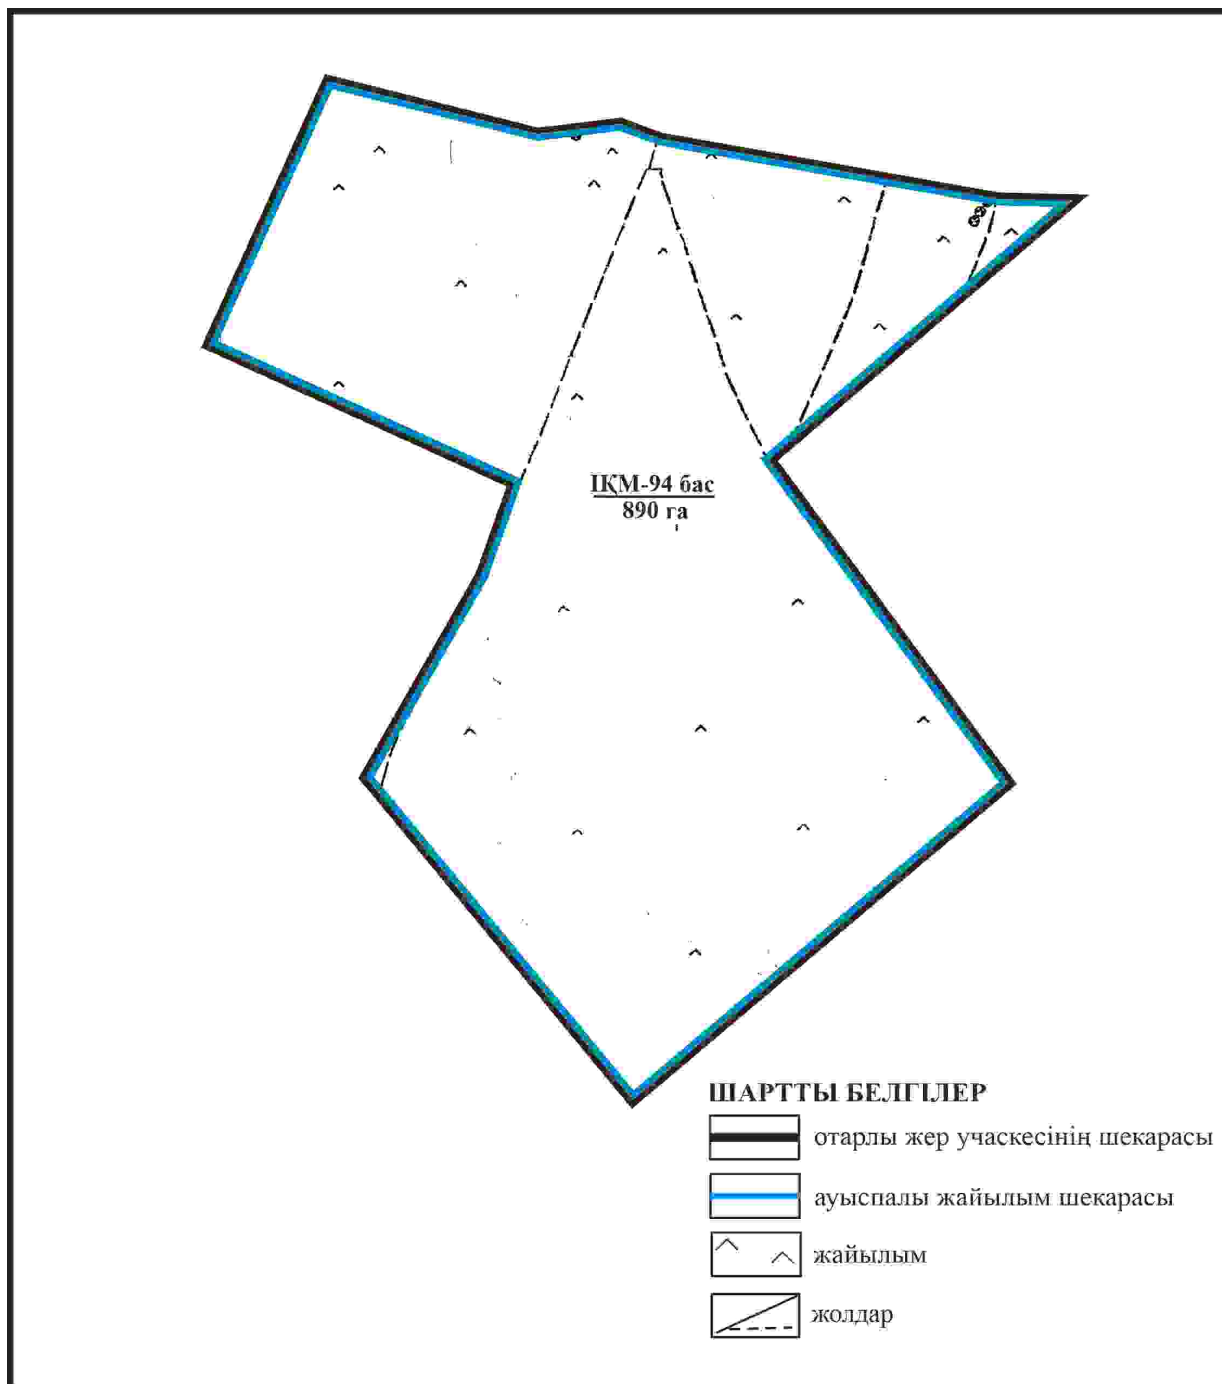 ІҚМ-94 бас
890 га
ШАРТТЫ БЕЛГІЛЕР
отарлы жер учаскесінің шекарасы
ауыспалы жайылым шекарасы
жайылым
жолдар